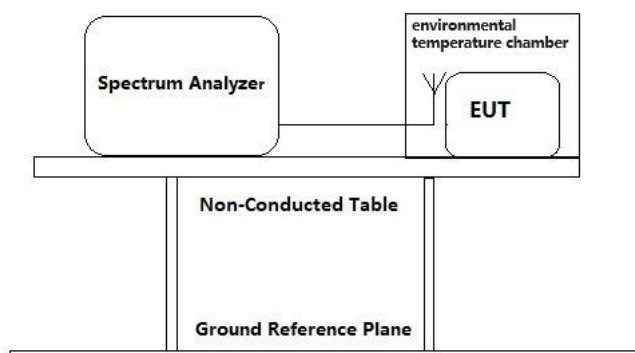 environmental
temperature chamber
Spectrum Analyzer
EUT
Non-Conducted Table
Ground Reference Plane